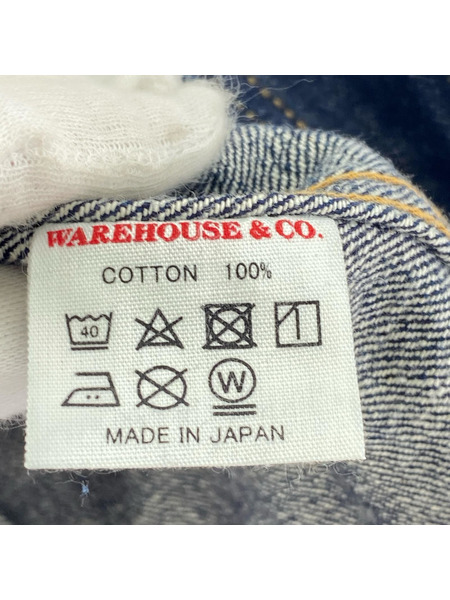 WAREHOUSE & CO.
COTTON 100%
40
W
MADE IN JAPAN